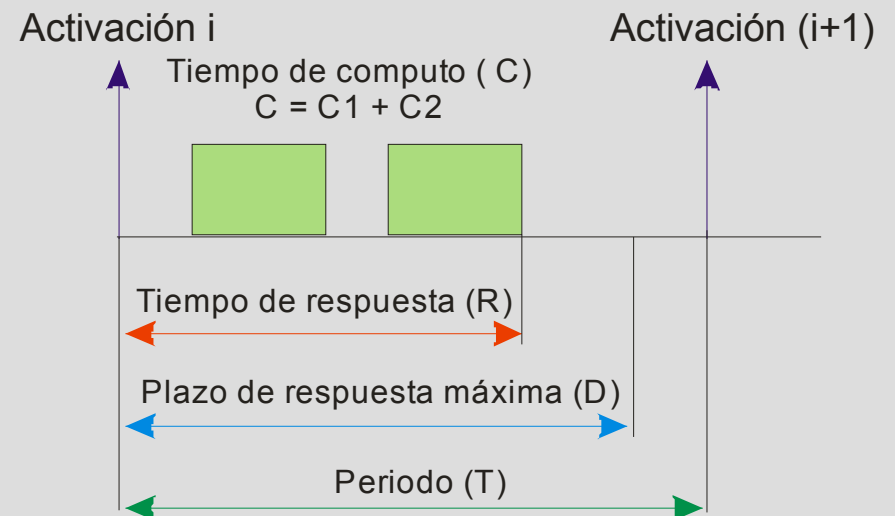 Activación i
Activación (i+1)
Tiempo de computo ( C)
C = C1 + C2
Tiempo de respuesta (R)
Plazo de respuesta máxima (D)
Periodo (T)